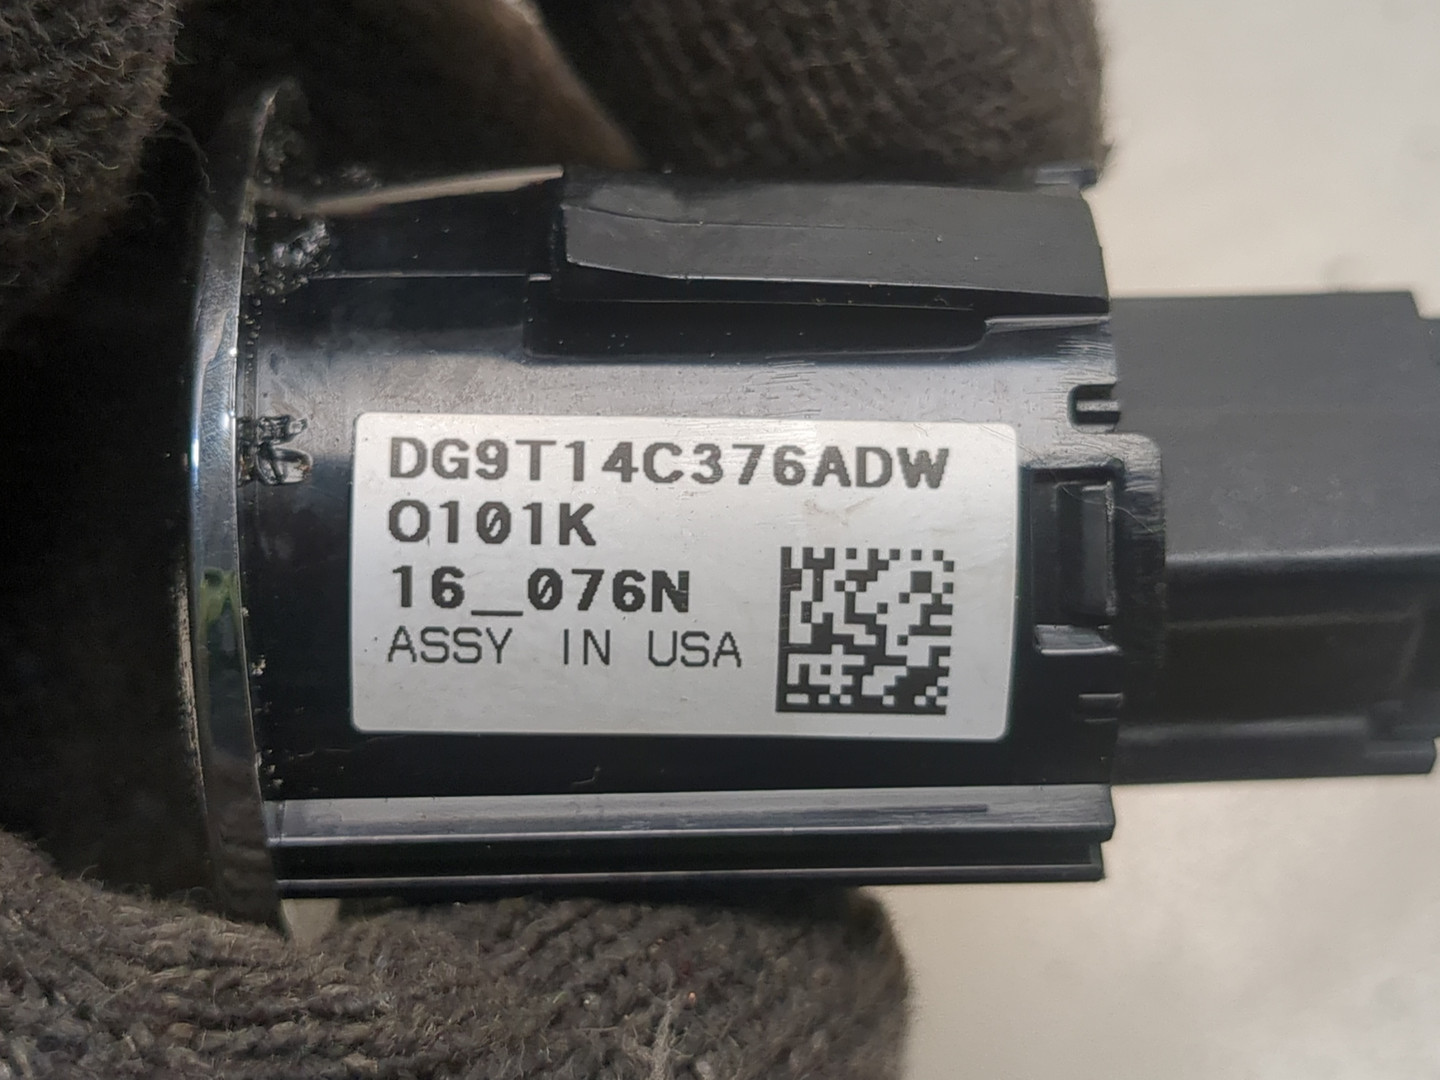 DG9T14C376ADW
O101K
16_076N
ASSY IN USA